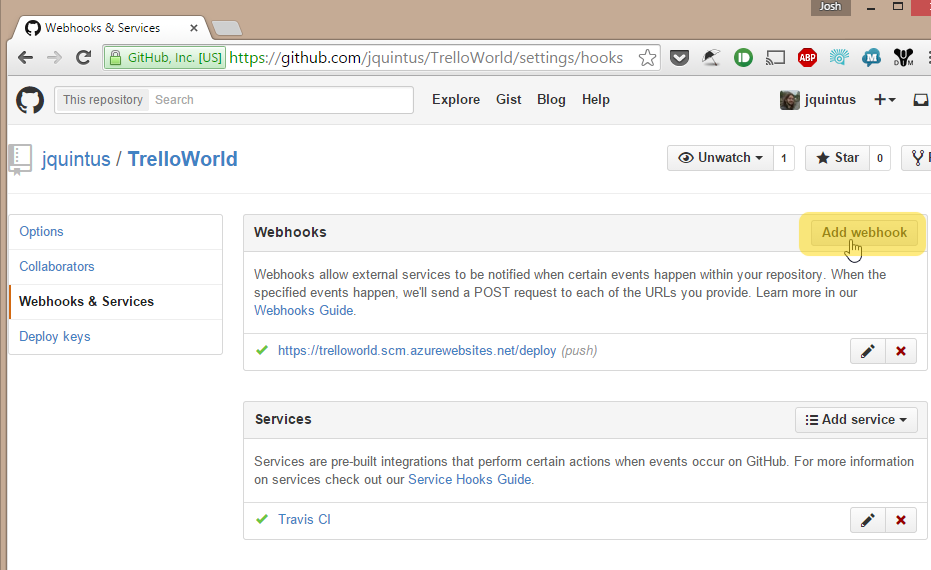 Josh
Webhooks & Services
GitHub, Inc. [US] https://github.com/jquintus/TrelloWorld/settings/hooks
ABP
This repository Search Explore Gist Blog Help jquintus
jquintus / TrelloWorld Unwatch 1 Star 0
Options
Collaborators
Webhooks & Services
Deploy keys
Webhooks Add webhook
Webhooks allow external services to be notified when certain events happen within your repository. When the
specified events happen, we'll send a POST request to each of the URLs you provide. Learn more in our
Webhooks Guide.
https://trelloworld.scm.azurewebsites.net/deploy (push)
Services Add service
Services are pre-built integrations that perform certain actions when events occur on GitHub. For more information
on services check out our Service Hooks Guide.
Travis CI